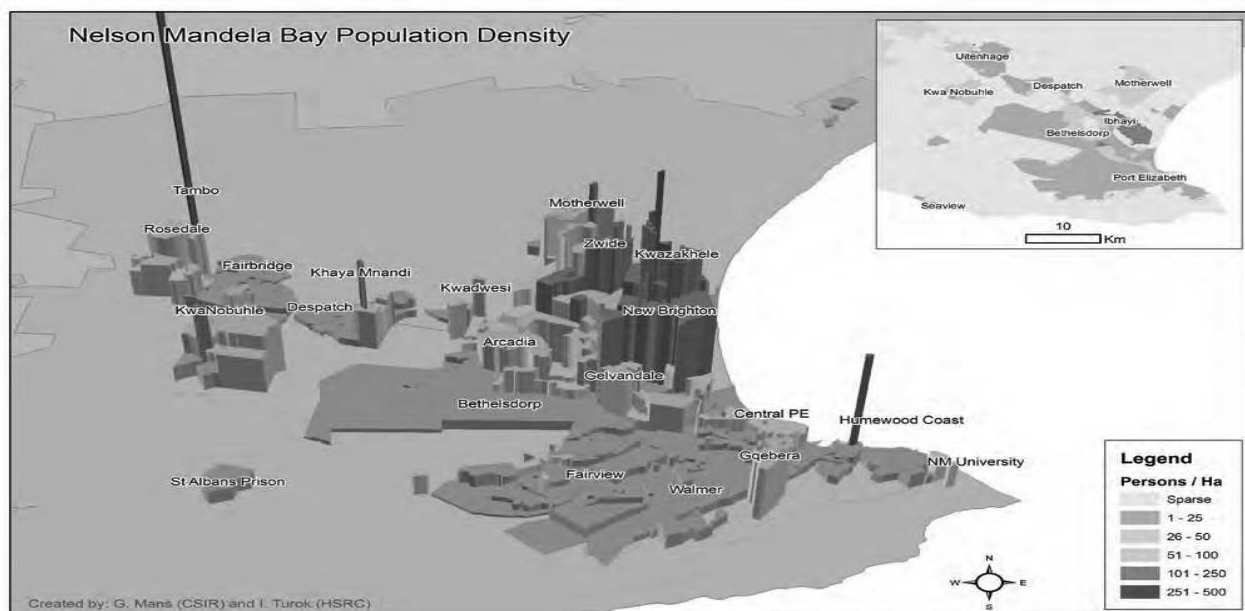 Nelson Mandela Bay Population Density
Uitenhage
Kwa Nobuhle
Despatch
Motherwell
Ibhayi
Bethelsdorp
Port Elizabeth
Seaview
10
Km
Tambo
Rosedale
Fairbridge
Khaya Mnandi
KwaNobuhle
Despatch
Motherwell
Zwide
Kwazakhele
Kwadwesi
New Brighton
Arcadia
Gelvandale
Bethelsdorp
Central PE
Humewood Coast
Gqebera
NM University
Fairview
Walmer
St Albans Prison
Legend
Persons / Ha
Sparse
1 - 25
26 - 50
51 - 100
101 - 250
251 - 500
N
W
E
S
Created by: G. Mans (CSIR) and I. Turok (HSRC)